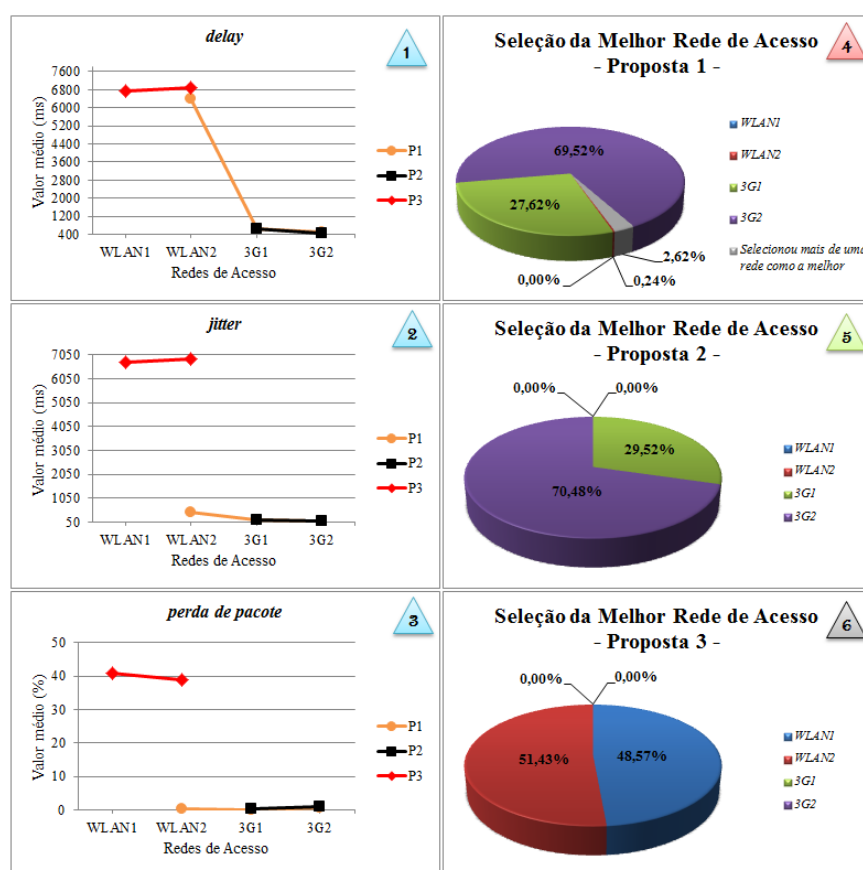 delay
1
Valor médio (ms)
7600
6800
6000
5200
4400
3600
2800
2000
1200
400
WLAN1 WLAN2 3G1 3G2
Redes de Acesso
P1
P2
P3
Seleção da Melhor Rede de Acesso
- Proposta 1 -
4
69,52%
27,62%
2,62%
0,24%
0,00%
WLAN1
WLAN2
3G1
3G2
Selecionou mais de uma
rede como a melhor
jitter
2
Valor médio (ms)
7050
6050
5050
4050
3050
2050
1050
50
WLAN1 WLAN2 3G1 3G2
Redes de Acesso
P1
P2
P3
Seleção da Melhor Rede de Acesso
- Proposta 2 -
5
0,00% 0,00%
29,52%
70,48%
WLAN1
WLAN2
3G1
3G2
perda de pacote
3
Valor médio (%)
50
40
30
20
10
0
WLAN1 WLAN2 3G1 3G2
Redes de Acesso
P1
P2
P3
Seleção da Melhor Rede de Acesso
- Proposta 3 -
6
0,00% 0,00%
51,43% 48,57%
WLAN1
WLAN2
3G1
3G2